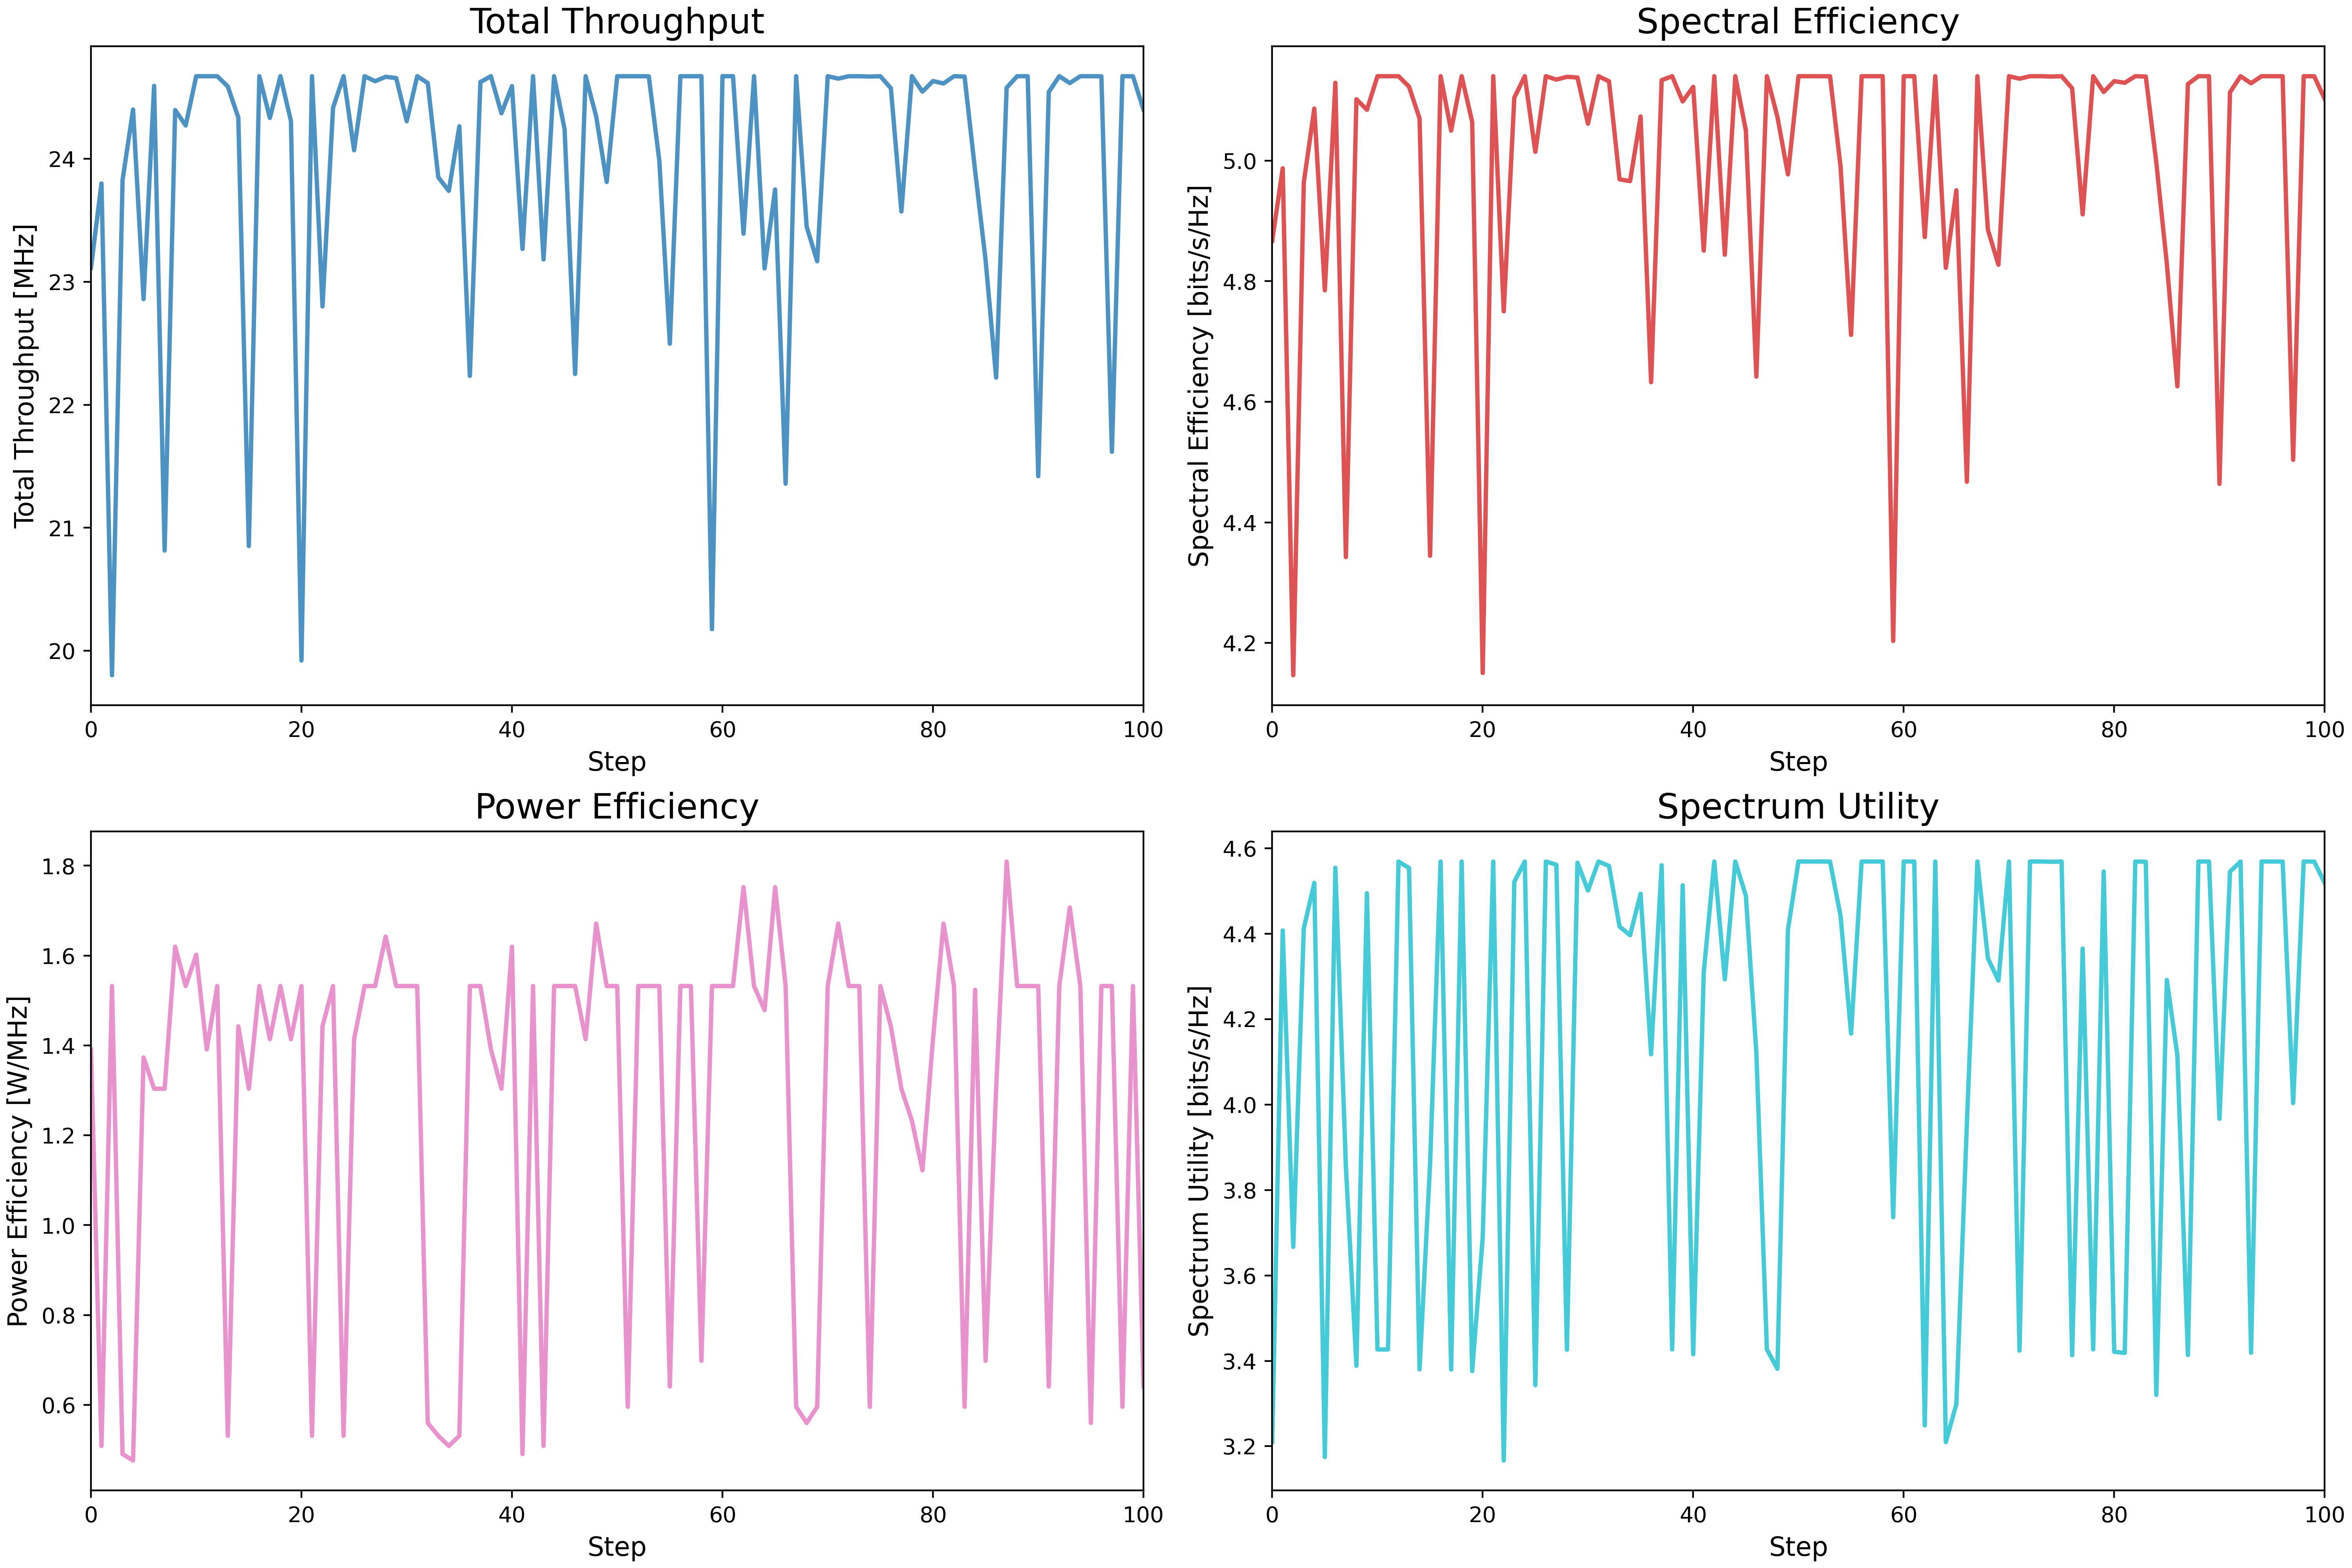 Total Throughput
Total Throughput [MHz]
24
23
22
21
20
0 20 40 60 80 100
Step
Spectral Efficiency
Spectral Efficiency [bits/s/Hz]
5.0
4.8
4.6
4.4
4.2
0 20 40 60 80 100
Step
Power Efficiency
Power Efficiency [W/MHz]
1.8
1.6
1.4
1.2
1.0
0.8
0.6
0 20 40 60 80 100
Step
Spectrum Utility
Spectrum Utility [bits/s/Hz]
4.6
4.4
4.2
4.0
3.8
3.6
3.4
3.2
0 20 40 60 80 100
Step